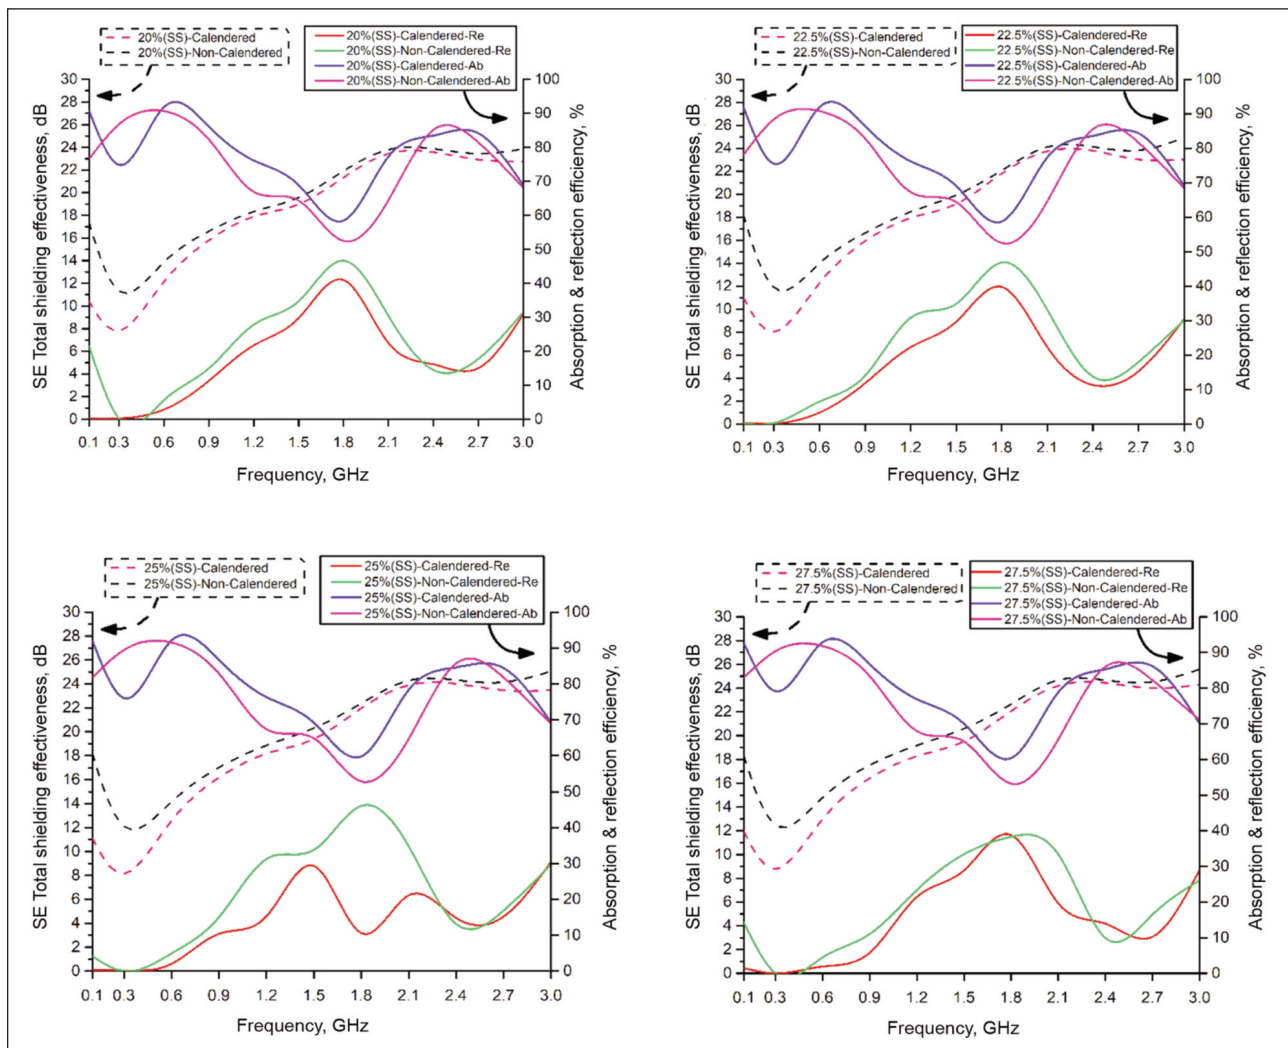 20%(SS)-Calendered
20%(SS)-Non-Calendered
20%(SS)-Calendered-Re
20%(SS)-Non-Calendered-Re
20%(SS)-Calendered-Ab
20%(SS)-Non-Calendered-Ab
30
28
26
24
22
20
18
16
14
12
10
8
6
4
2
0
SE Total shielding effectiveness, dB
100
90
80
70
60
50
40
30
20
10
0
Absorption & reflection efficiency, %
0.1 0.3 0.6 0.9 1.2 1.5 1.8 2.1 2.4 2.7 3.0
Frequency, GHz
22.5%(SS)-Calendered
22.5%(SS)-Non-Calendered
22.5%(SS)-Calendered-Re
22.5%(SS)-Non-Calendered-Re
22.5%(SS)-Calendered-Ab
22.5%(SS)-Non-Calendered-Ab
30
28
26
24
22
20
18
16
14
12
10
8
6
4
2
0
SE Total shielding effectiveness, dB
100
90
80
70
60
50
40
30
20
10
0
Absorption & reflection efficiency, %
0.1 0.3 0.6 0.9 1.2 1.5 1.8 2.1 2.4 2.7 3.0
Frequency, GHz
25%(SS)-Calendered
25%(SS)-Non-Calendered
25%(SS)-Calendered-Re
25%(SS)-Non-Calendered-Re
25%(SS)-Calendered-Ab
25%(SS)-Non-Calendered-Ab
30
28
26
24
22
20
18
16
14
12
10
8
6
4
2
0
SE Total shielding effectiveness, dB
100
90
80
70
60
50
40
30
20
10
0
Absorption & reflection efficiency, %
0.1 0.3 0.6 0.9 1.2 1.5 1.8 2.1 2.4 2.7 3.0
Frequency, GHz
27.5%(SS)-Calendered
27.5%(SS)-Non-Calendered
27.5%(SS)-Calendered-Re
27.5%(SS)-Non-Calendered-Re
27.5%(SS)-Calendered-Ab
27.5%(SS)-Non-Calendered-Ab
30
28
26
24
22
20
18
16
14
12
10
8
6
4
2
0
SE Total shielding effectiveness, dB
100
90
80
70
60
50
40
30
20
10
0
Absorption & reflection efficiency, %
0.1 0.3 0.6 0.9 1.2 1.5 1.8 2.1 2.4 2.7 3.0
Frequency, GHz